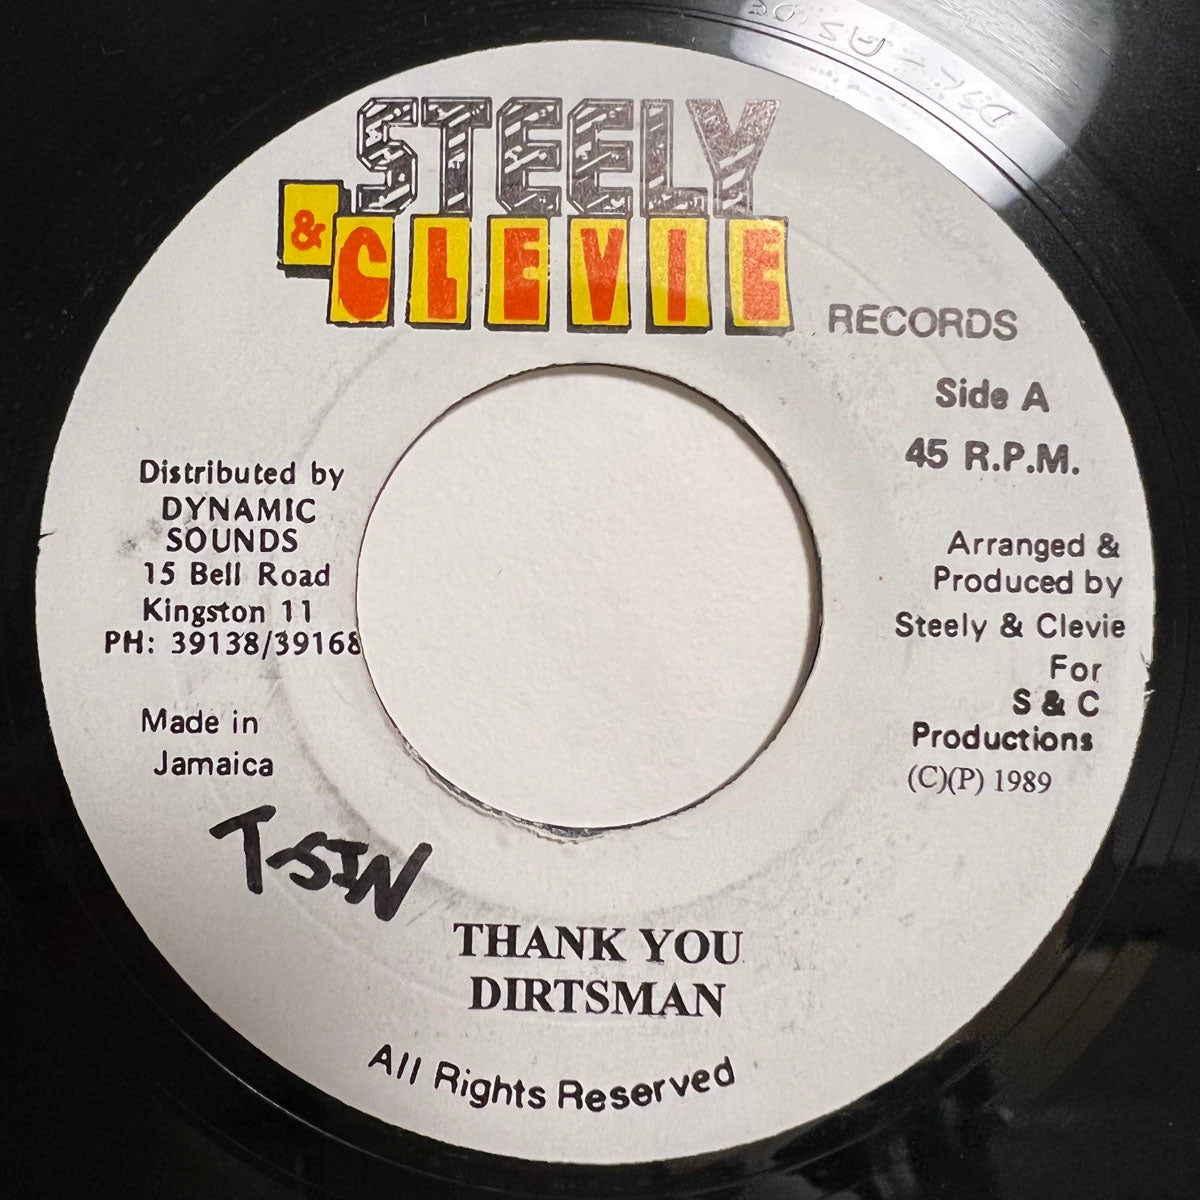 STEELY
& CLEVIE
RECORDS
Side A
45 R.P.M.
Distributed by
DYNAMIC
SOUNDS
15 Bell Road
Kingston 11
PH: 39138/39168
Made in
Jamaica
Arranged &
Produced by
Steely & Clevie
For
S & C
Productions
(C)(P) 1989
THANK YOU
DIRTSMAN
All Rights Reserved